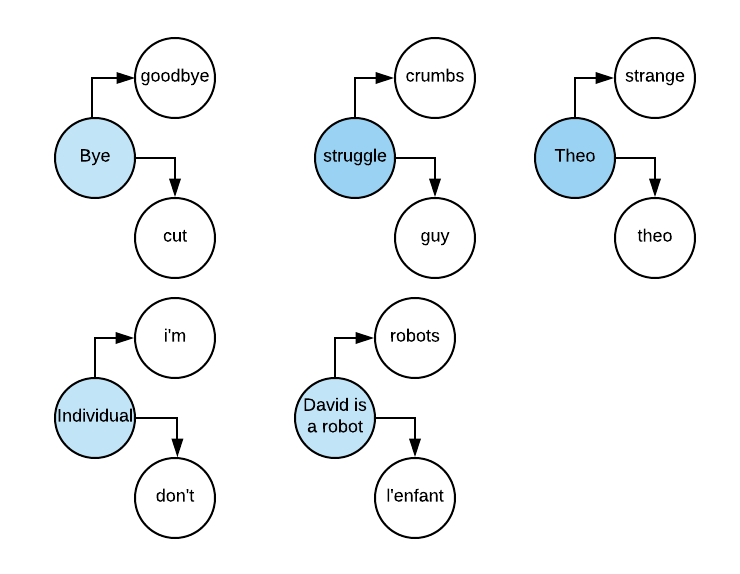 goodbye
Bye
cut
crumbs
struggle
guy
strange
Theo
theo
i'm
Individual
don't
robots
David is
a robot
l'enfant